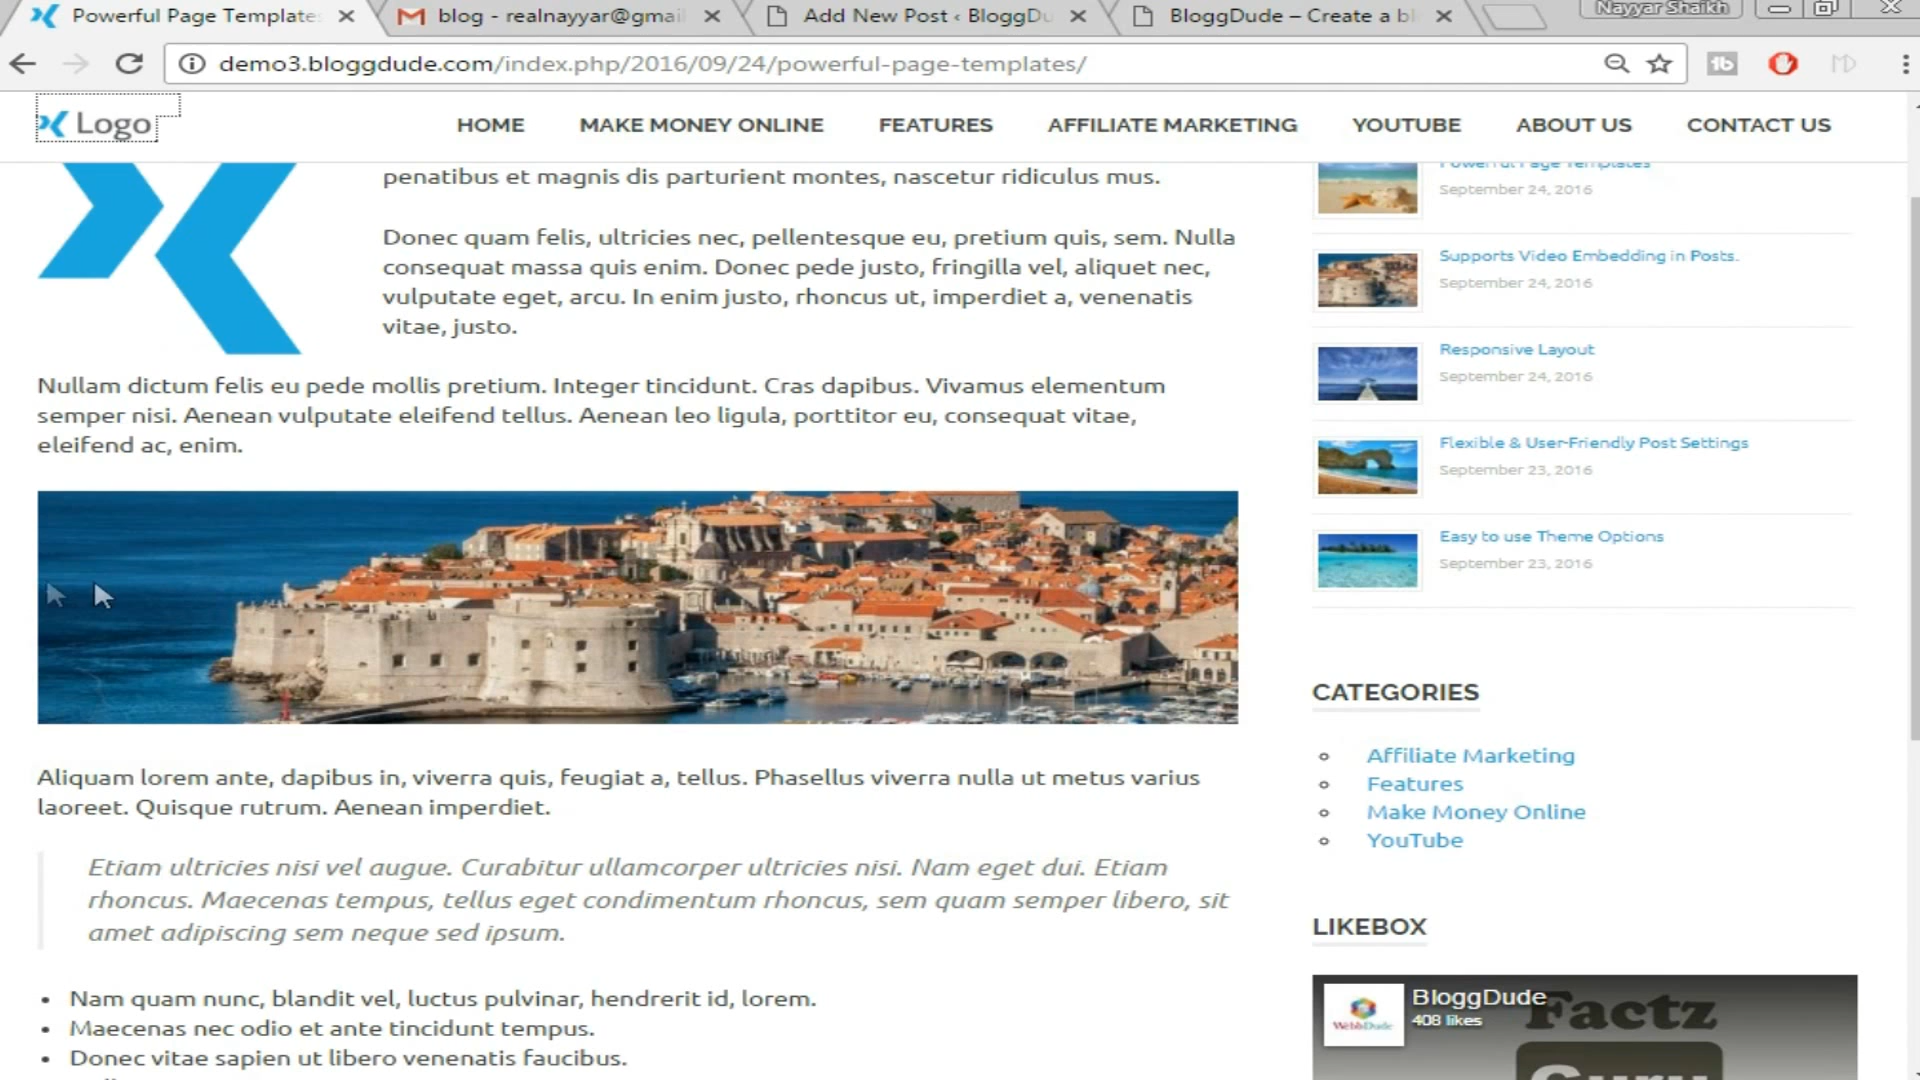 Powerful Page Templates
blog - realnayyar@gmail
Add New Post ‹ BloggDu
BloggDude – Create a bl
Nayyar Shaikh
demo3.bloggdude.com/index.php/2016/09/24/powerful-page-templates/
Logo
HOME
MAKE MONEY ONLINE
FEATURES
AFFILIATE MARKETING
YOUTUBE
ABOUT US
CONTACT US
penatibus et magnis dis parturient montes, nascetur ridiculus mus.
Donec quam felis, ultricies nec, pellentesque eu, pretium quis, sem. Nulla
consequat massa quis enim. Donec pede justo, fringilla vel, aliquet nec,
vulputate eget, arcu. In enim justo, rhoncus ut, imperdiet a, venenatis
vitae, justo.
Nullam dictum felis eu pede mollis pretium. Integer tincidunt. Cras dapibus. Vivamus elementum
semper nisi. Aenean vulputate eleifend tellus. Aenean leo ligula, porttitor eu, consequat vitae,
eleifend ac, enim.
Aliquam lorem ante, dapibus in, viverra quis, feugiat a, tellus. Phasellus viverra nulla ut metus varius
laoreet. Quisque rutrum. Aenean imperdiet.
Etiam ultricies nisi vel augue. Curabitur ullamcorper ultricies nisi. Nam eget dui. Etiam
rhoncus. Maecenas tempus, tellus eget condimentum rhoncus, sem quam semper libero, sit
amet adipiscing sem neque sed ipsum.
• Nam quam nunc, blandit vel, luctus pulvinar, hendrerit id, lorem.
• Maecenas nec odio et ante tincidunt tempus.
• Donec vitae sapien ut libero venenatis faucibus.
Powerful Page Templates
September 24, 2016
Supports Video Embedding in Posts.
September 24, 2016
Responsive Layout
September 24, 2016
Flexible & User-Friendly Post Settings
September 23, 2016
Easy to use Theme Options
September 23, 2016
CATEGORIES
Affiliate Marketing
Features
Make Money Online
YouTube
LIKEBOX
BloggDude
408 likes
WebbDude
Factz
Guru